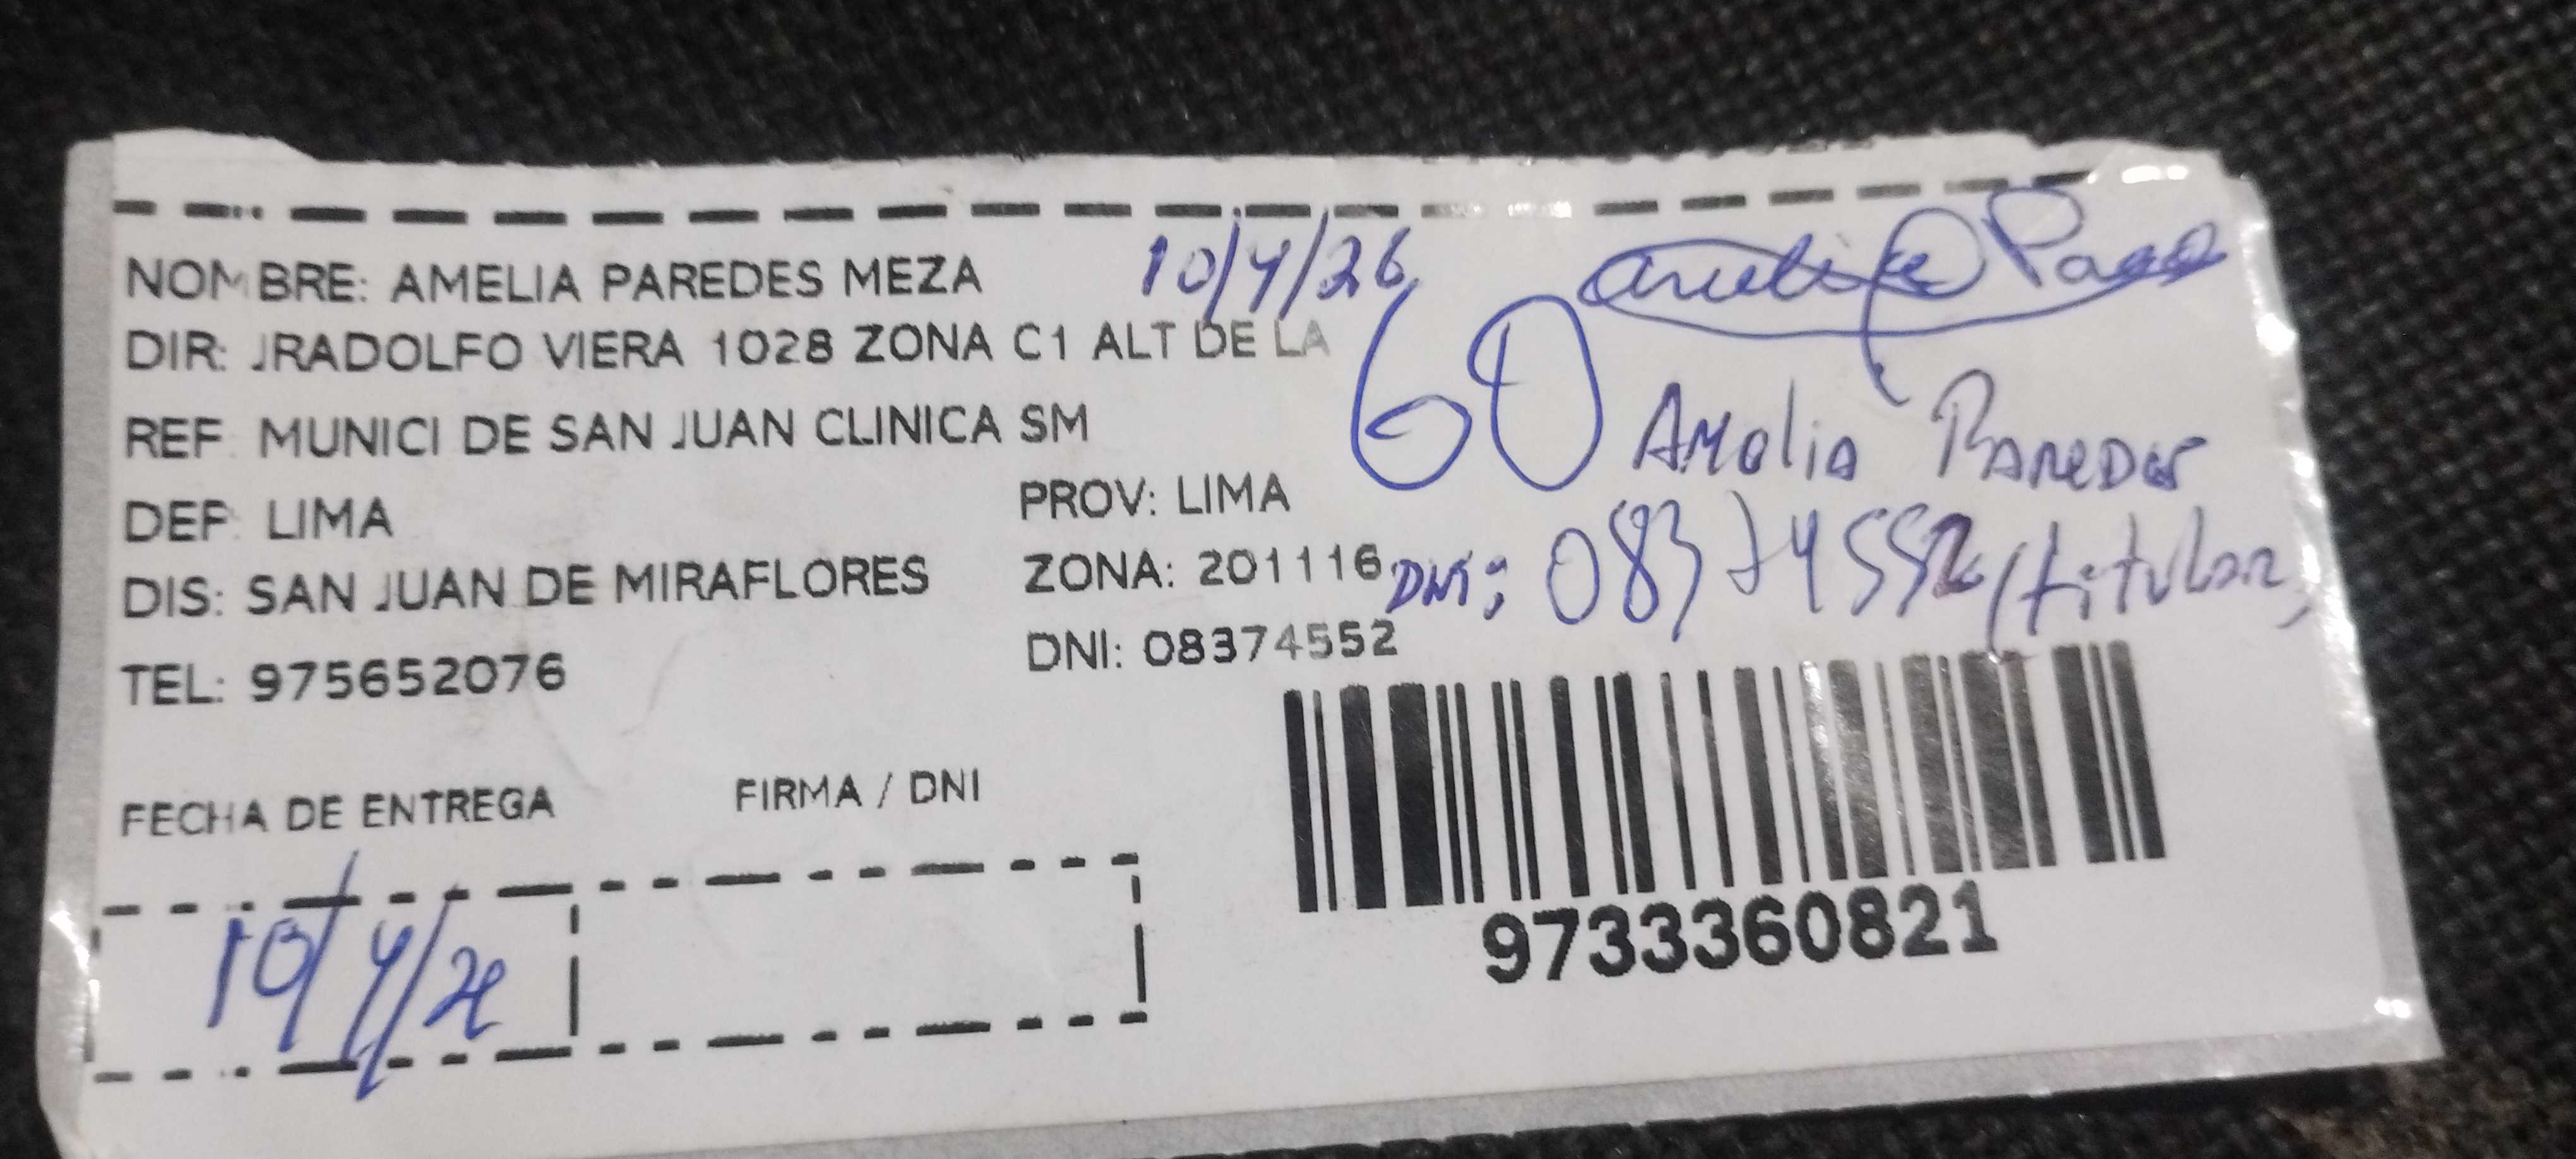 NOMBRE: AMELIA PAREDES MEZA
10/4/26
DIR: JRADOLFO VIERA 1028 ZONA C1 ALT DE LA
60
REF: MUNICI DE SAN JUAN CLINICA SM
Amelia Paredes
DEP: LIMA
PROV: LIMA
DIS: SAN JUAN DE MIRAFLORES
ZONA: 201116
DNI: 08374552 (titular)
TEL: 975652076
DNI: 08374552
FECHA DE ENTREGA
FIRMA / DNI
10/4/26
9733360821